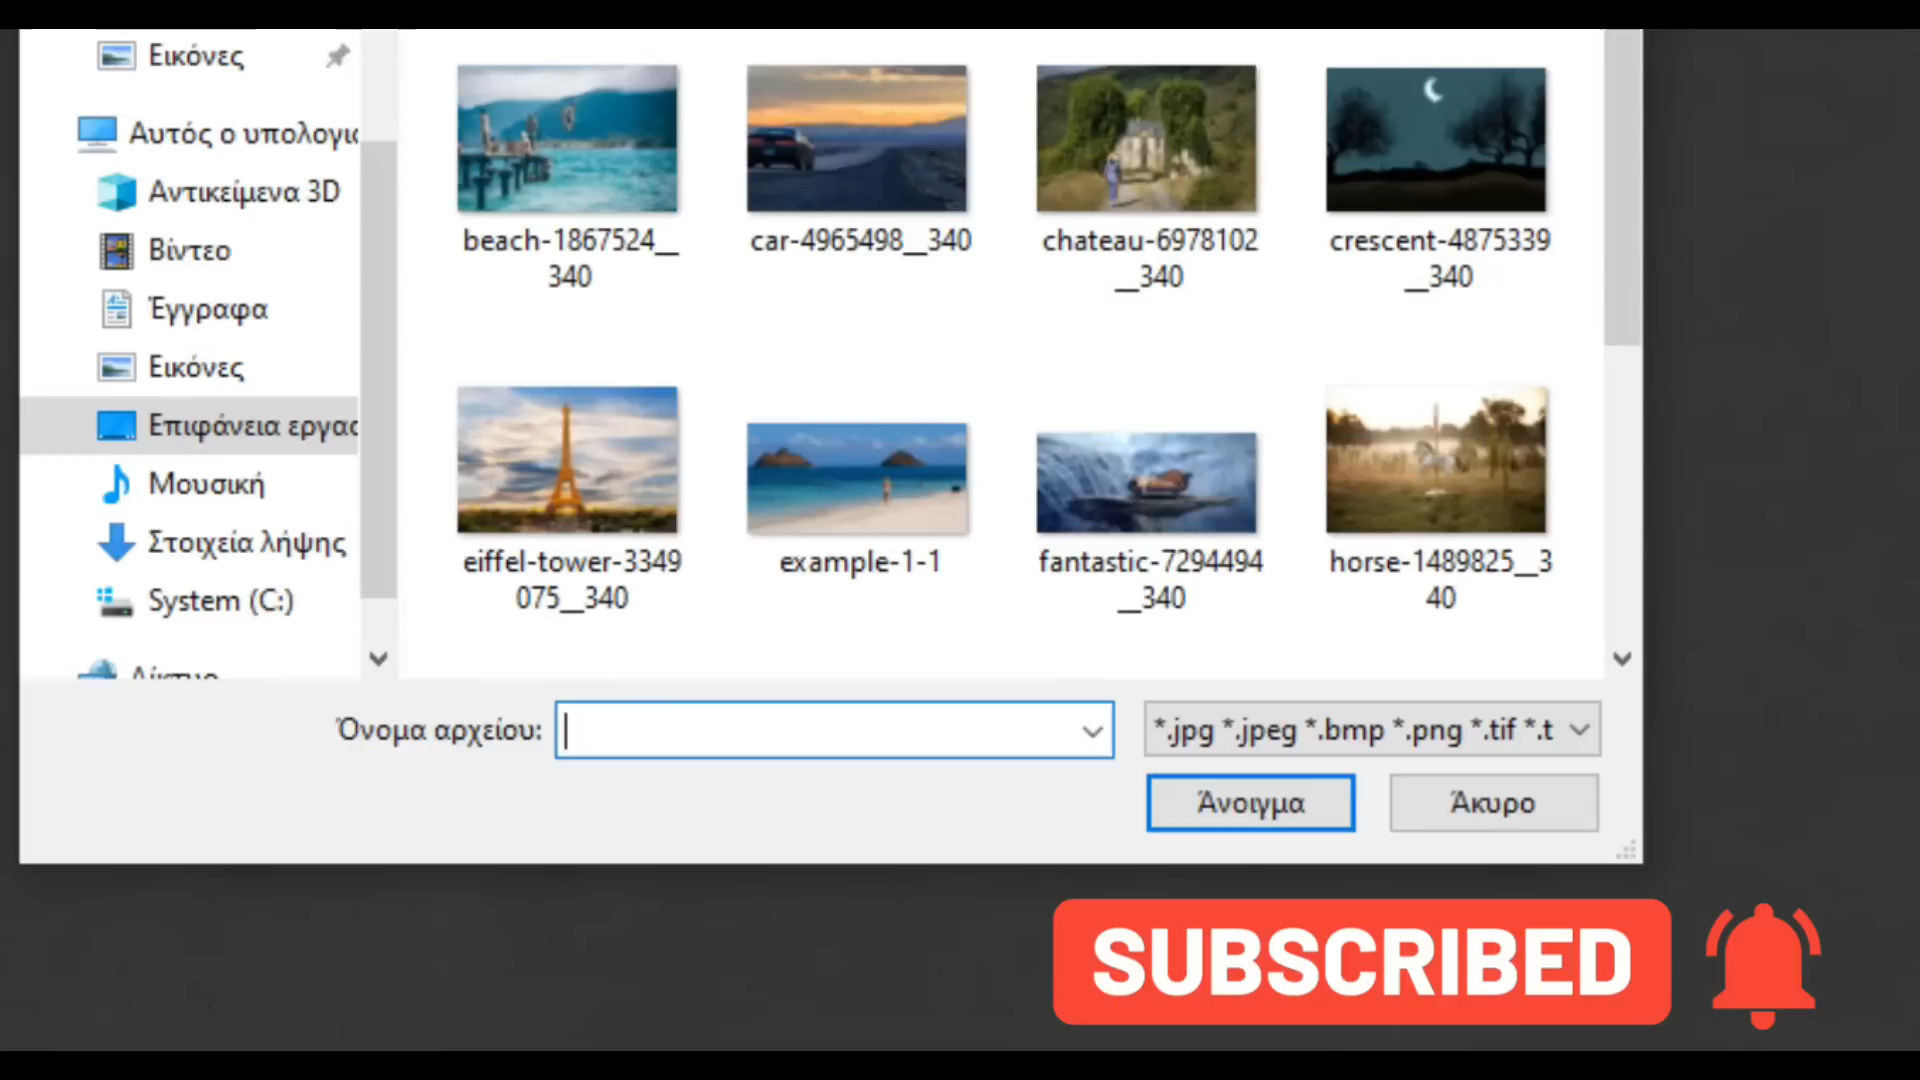 Εικόνες
Αυτός ο υπολογισ
Αντικείμενα 3D
Βίντεο
Έγγραφα
Εικόνες
Επιφάνεια εργασ
Μουσική
Στοιχεία λήψης
System (C:)
Δίκτυο
beach-1867524__
340
car-4965498__340
chateau-6978102
__340
crescent-4875339
__340
eiffel-tower-3349
075__340
example-1-1
fantastic-7294494
__340
horse-1489825__3
40
Όνομα αρχείου:
*.jpg *.jpeg *.bmp *.png *.tif *.t
Άνοιγμα
Άκυρο
SUBSCRIBED